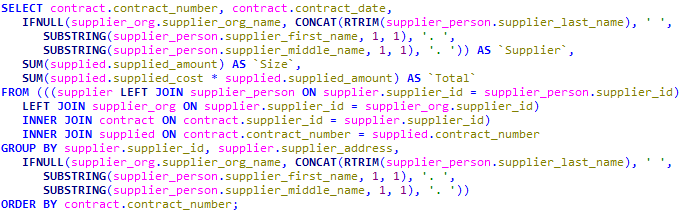 SELECT contract.contract_number, contract.contract_date,
IFNULL(supplier_org.supplier_org_name, CONCAT(RTRIM(supplier_person.supplier_last_name), ' ',
SUBSTRING(supplier_person.supplier_first_name, 1, 1), '. ',
SUBSTRING(supplier_person.supplier_middle_name, 1, 1), '. ')) AS `Supplier`,
SUM(supplied.supplied_amount) AS `Size`,
SUM(supplied.supplied_cost * supplied.supplied_amount) AS `Total`
FROM (((supplier LEFT JOIN supplier_person ON supplier.supplier_id = supplier_person.supplier_id)
LEFT JOIN supplier_org ON supplier.supplier_id = supplier_org.supplier_id)
INNER JOIN contract ON contract.supplier_id = supplier.supplier_id)
INNER JOIN supplied ON contract.contract_number = supplied.contract_number
GROUP BY supplier.supplier_id, supplier.supplier_address,
IFNULL(supplier_org.supplier_org_name, CONCAT(RTRIM(supplier_person.supplier_last_name), ' ',
SUBSTRING(supplier_person.supplier_first_name, 1, 1), '. ',
SUBSTRING(supplier_person.supplier_middle_name, 1, 1), '. '))
ORDER BY contract.contract_number;